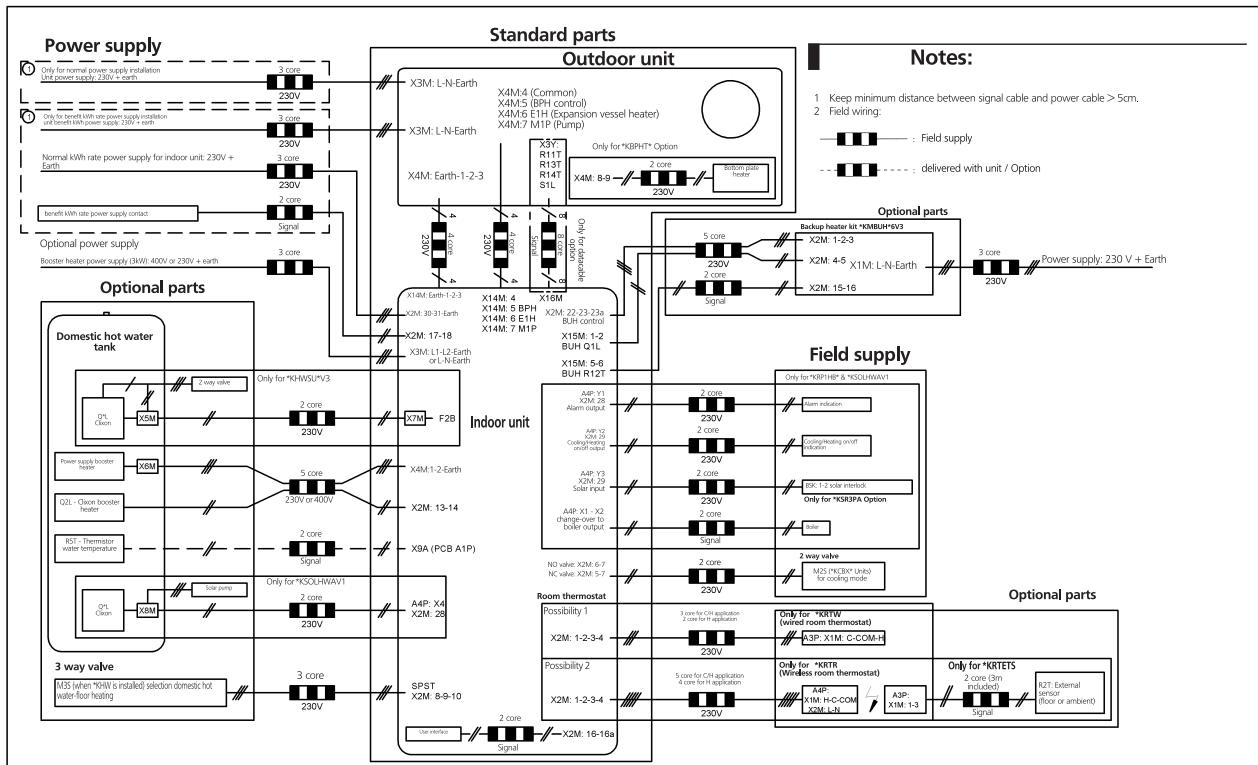 Power supply
1
Only for normal power supply installation
Unit power supply: 230V + earth
3 core
230V
1
Only for benefit kWh rate power supply installation
unit benefit kWh power supply: 230V + earth
3 core
230V
Normal kWh rate power supply for indoor unit: 230V +
Earth
3 core
230V
benefit kWh rate power supply contact
2 core
Signal
Optional power supply
Booster heater power supply (3kW): 400V or 230V + earth
3 core
Standard parts
Outdoor unit
X3M: L-N-Earth
X3M: L-N-Earth
X4M: Earth-1-2-3
X4M:4 (Common)
X4M:5 (BPH control)
X4M:6 E1H (Expansion vessel heater)
X4M:7 M1P (Pump)
X3Y:
R11T
R13T
R14T
S1L
Only for *KBPHT* Option
X4M: 8-9
2 core
230V
Bottom plate
heater
4
4 core
230V
4
4
4 core
230V
4
8
8 core
Signal
8
Only for datacable
option
Notes:
1 Keep minimum distance between signal cable and power cable > 5cm.
2 Field wiring:
: Field supply
: delivered with unit / Option
Optional parts
Backup heater kit *KMBUH*6V3
5 core
230V
2 core
Signal
X2M: 1-2-3
X2M: 4-5
X1M: L-N-Earth
X2M: 15-16
3 core
230V
Power supply: 230 V + Earth
Indoor unit
X14M: Earth-1-2-3
X14M: 4
X14M: 5 BPH
X14M: 6 E1H
X14M: 7 M1P
X16M
X2M: 30-31-Earth
X2M: 17-18
X3M: L1-L2-Earth
or L-N-Earth
X2M: 22-23-23a
BUH control
X15M: 1-2
BUH Q1L
X15M: 5-6
BUH R12T
Optional parts
Domestic hot water
tank
Only for *KHWSU*V3
2 way valve
Q*L
Clixon
X5M
2 core
230V
X7M
F2B
Power supply booster
heater
X6M
5 core
230V or 400V
X4M:1-2-Earth
Q2L - Clixon booster
heater
X2M: 13-14
R5T - Thermistor
water temperature
2 core
Signal
X9A (PCB A1P)
Only for *KSOLHWAV1
Solar pump
Q*L
Clixon
X8M
2 core
230V
A4P: X4
X2M: 28
3 way valve
M3S (when *KHW is installed) selection domestic hot
water-floor heating
3 core
230V
SPST
X2M: 8-9-10
User interface
2 core
Signal
X2M: 16-16a
Field supply
Only for *KRP1HB* & *KSOLHWAV1
A4P: Y1
X2M: 28
Alarm output
2 core
230V
Alarm indication
A4P: Y2
X2M: 29
Cooling/Heating
on/off output
2 core
230V
Cooling/Heating on/off
indication
A4P: Y3
X2M: 29
Solar input
2 core
230V
BSK: 1-2 solar interlock
Only for *KSR3PA Option
A4P: X1 - X2
change-over to
boiler output
2 core
Signal
Boiler
NO valve: X2M: 6-7
NC valve: X2M: 5-7
2 core
230V
2 way valve
M2S (*KCBX* Units)
for cooling mode
Optional parts
Room thermostat
Possibility 1
X2M: 1-2-3-4
3 core for C/H application
2 core for H application
230V
Only for *KRTW
(wired room thermostat)
A3P: X1M: C-COM-H
Possibility 2
X2M: 1-2-3-4
5 core for C/H application
4 core for H application
230V
Only for *KRTR
(Wireless room thermostat)
A4P:
X1M: H-C-COM
X2M: L-N
A3P:
X1M: 1-3
Only for *KRTETS
2 core (3m
included)
Signal
R2T: External
sensor
(floor or ambient)